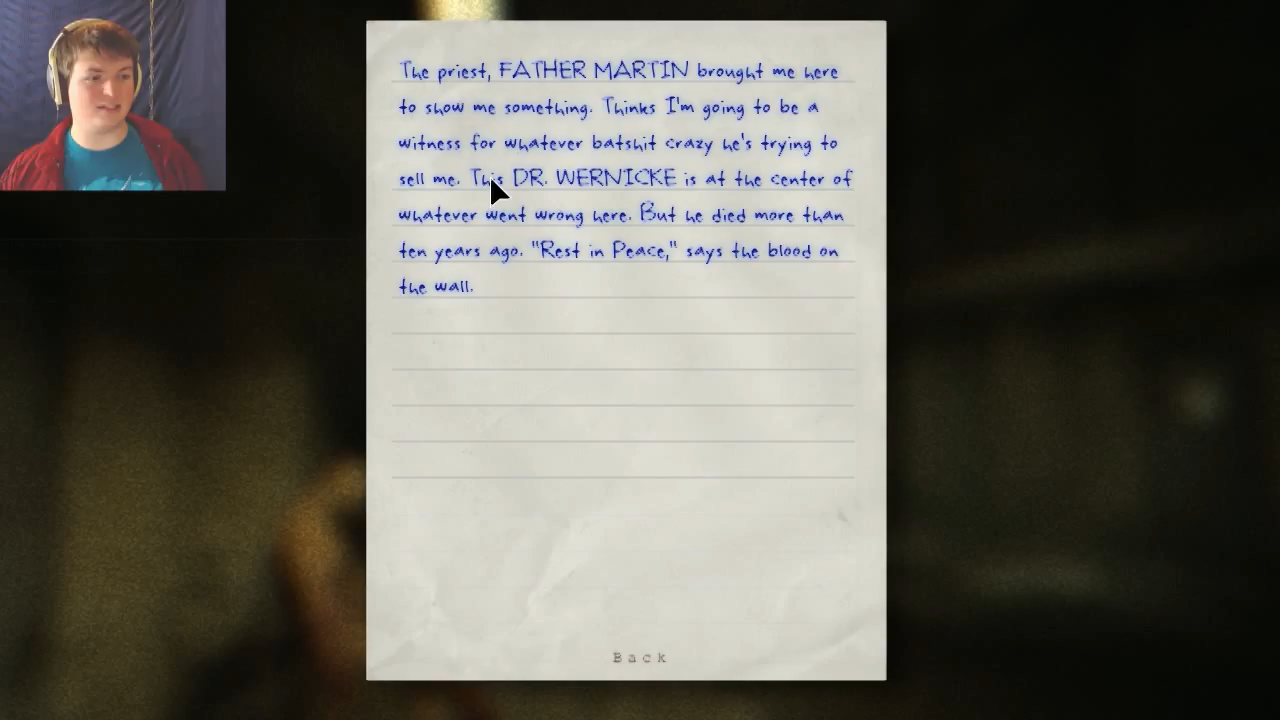 The priest, FATHER MARTIN brought me here
to show me something. Thinks I'm going to be a
witness for whatever batshit crazy he's trying to
sell me. This DR. WERNICKE is at the center of
whatever went wrong here. But he died more than
ten years ago. "Rest in Peace," says the blood on
the wall.
Back